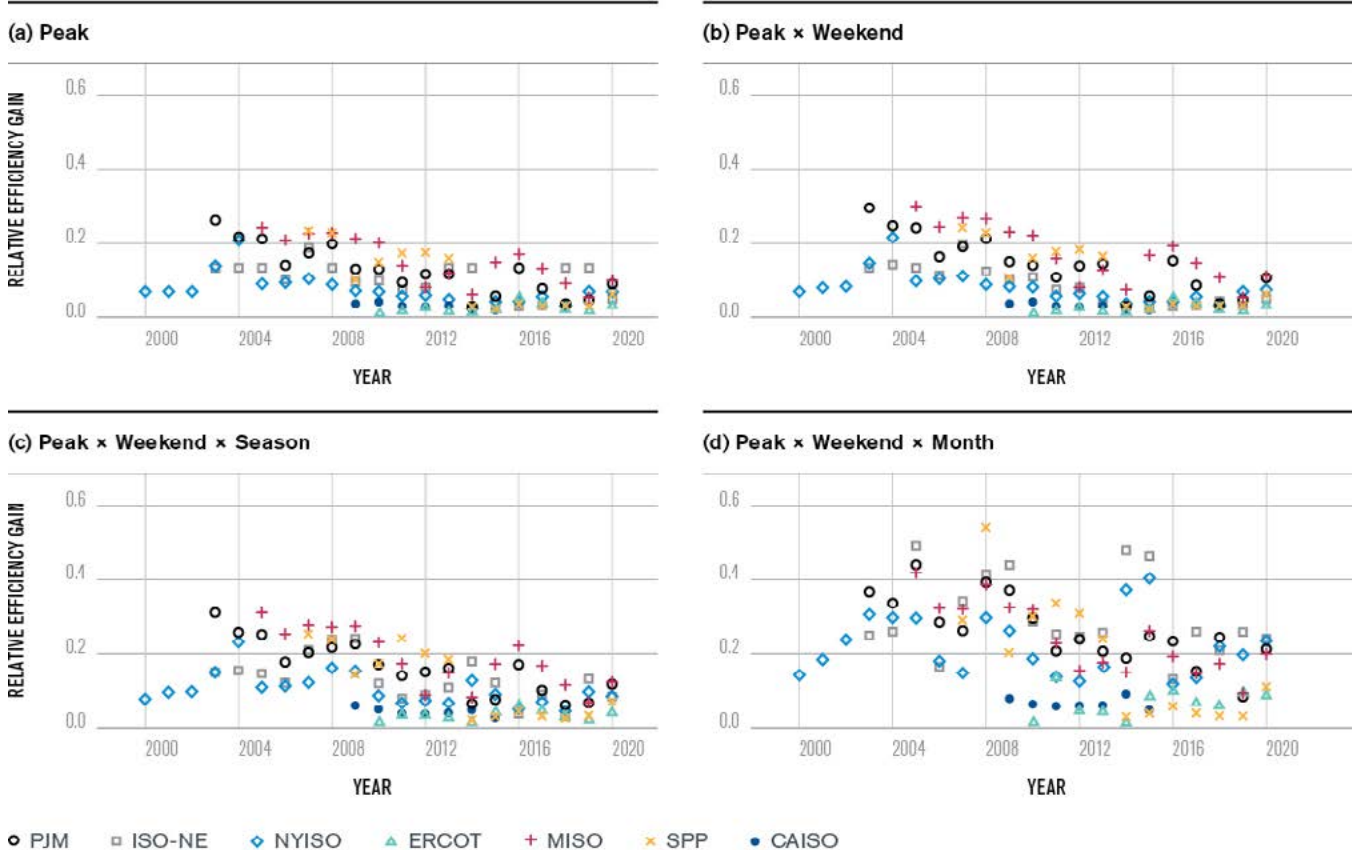 (a) Peak
RELATIVE EFFICIENCY GAIN
0.6
0.4
0.2
0.0
2000 2004 2008 2012 2016 2020
YEAR
(b) Peak × Weekend
0.6
0.4
0.2
0.0
2000 2004 2008 2012 2016 2020
YEAR
(c) Peak × Weekend × Season
RELATIVE EFFICIENCY GAIN
0.6
0.4
0.2
0.0
2000 2004 2008 2012 2016 2020
YEAR
(d) Peak × Weekend × Month
0.6
0.4
0.2
0.0
2000 2004 2008 2012 2016 2020
YEAR
PJM ISO-NE NYISO ERCOT MISO SPP CAISO